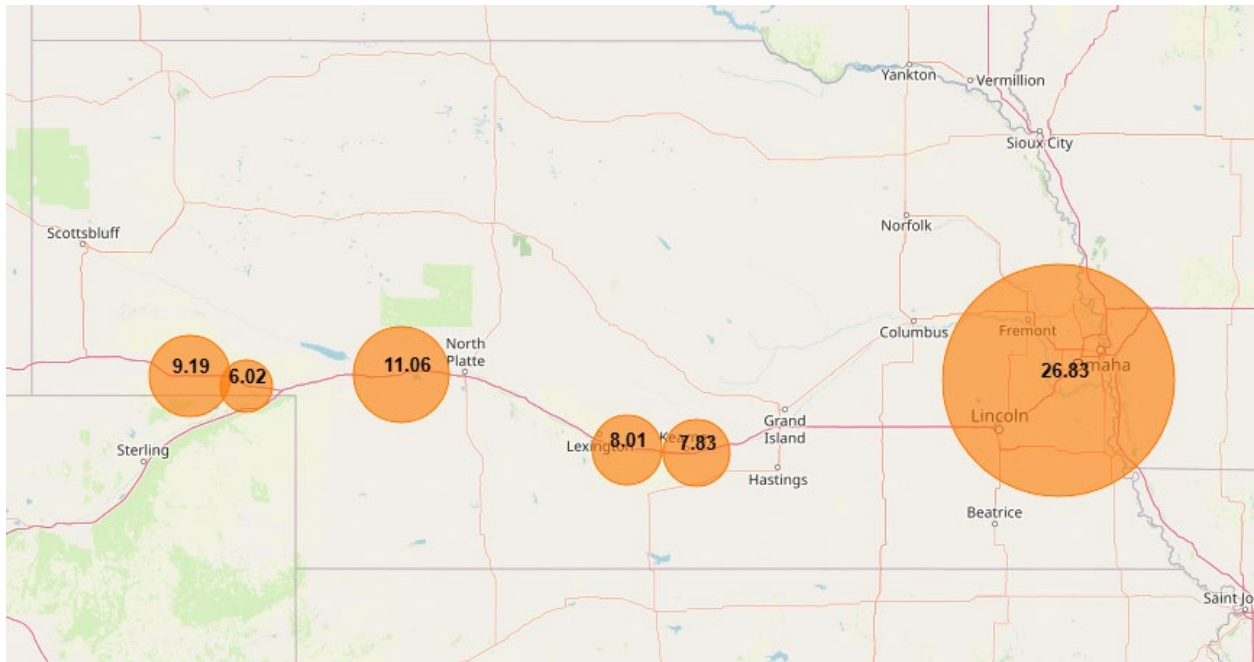 Yankton
Vermillion
Sioux City
Norfolk
Scottsbluff
Columbus
Fremont
North
Platte
9.19
6.02
11.06
26.83
Lincoln
Grand
Island
Lexington
8.01
7.83
Sterling
Hastings
Beatrice